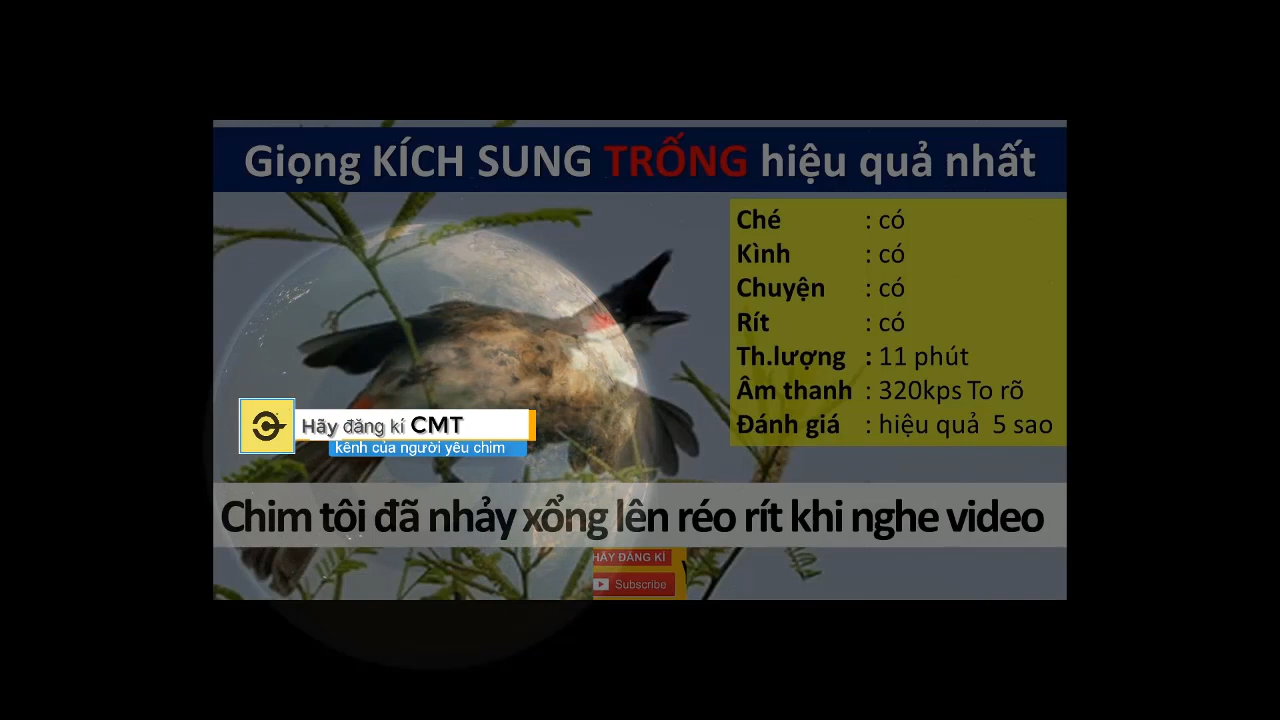 Giọng KÍCH SUNG TRỐNG hiệu quả nhất
Ché : có
Kình : có
Chuyện : có
Rít : có
Th.lượng : 11 phút
Âm thanh : 320kps To rõ
Đánh giá : hiệu quả 5 sao
Hãy đăng kí CMT
kênh của người yêu chim
Chim tôi đã nhảy xổng lên réo rít khi nghe video
HÃY ĐĂNG KÍ
Subscribe